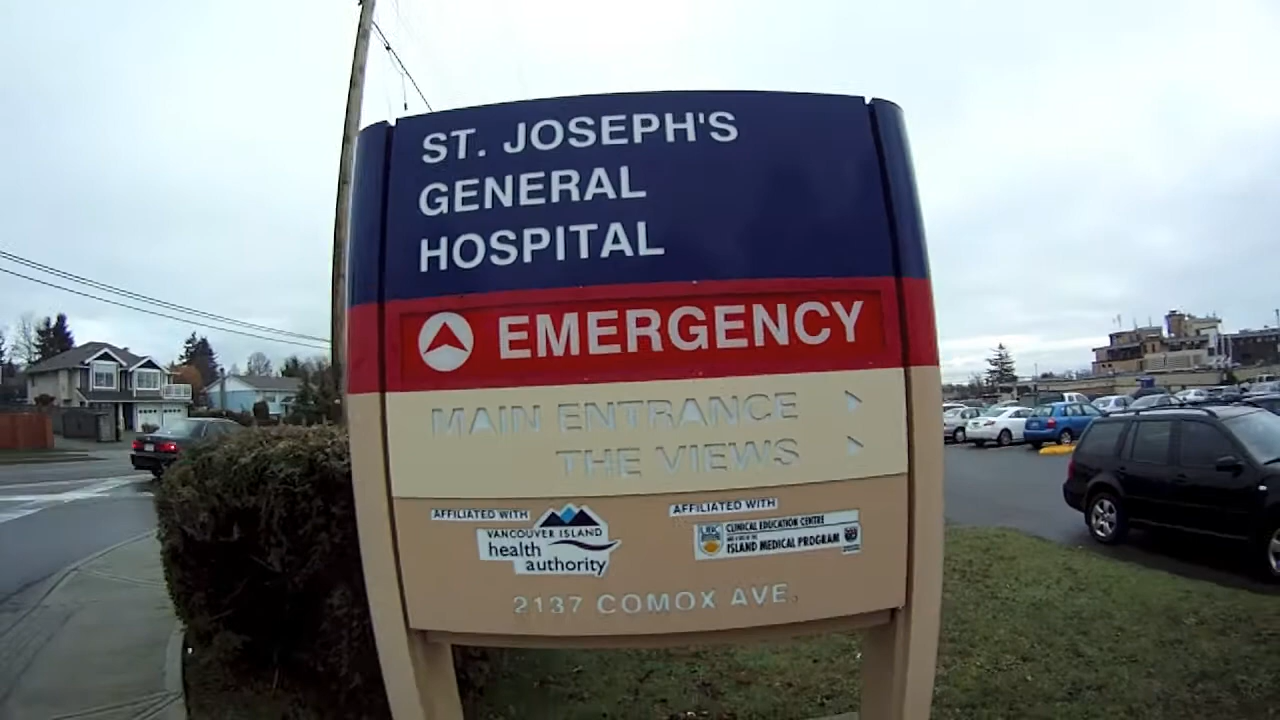 ST. JOSEPH'S
GENERAL
HOSPITAL
EMERGENCY
MAIN ENTRANCE
THE VIEWS
AFFILIATED WITH
VANCOUVER ISLAND
health
authority
AFFILIATED WITH
CLINICAL EDUCATION CENTRE
ISLAND MEDICAL PROGRAM
2137 COMOX AVE.